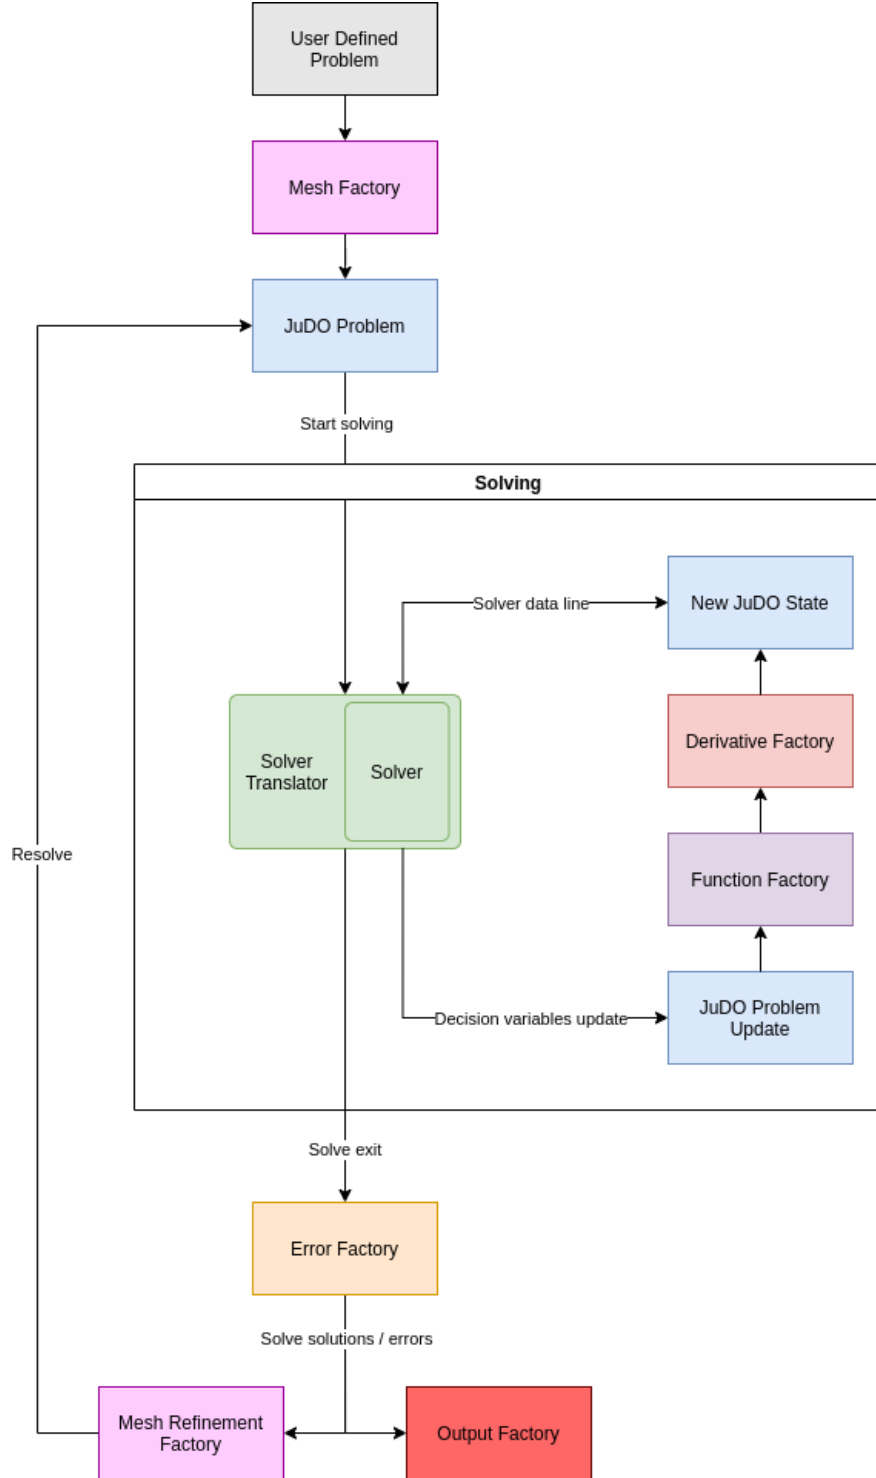 User Defined
Problem
Mesh Factory
JuDO Problem
Start solving
Solving
Solver data line
New JuDO State
Derivative Factory
Solver
Translator
Solver
Resolve
Function Factory
Decision variables update
JuDO Problem
Update
Solve exit
Error Factory
Solve solutions / errors
Mesh Refinement
Factory
Output Factory